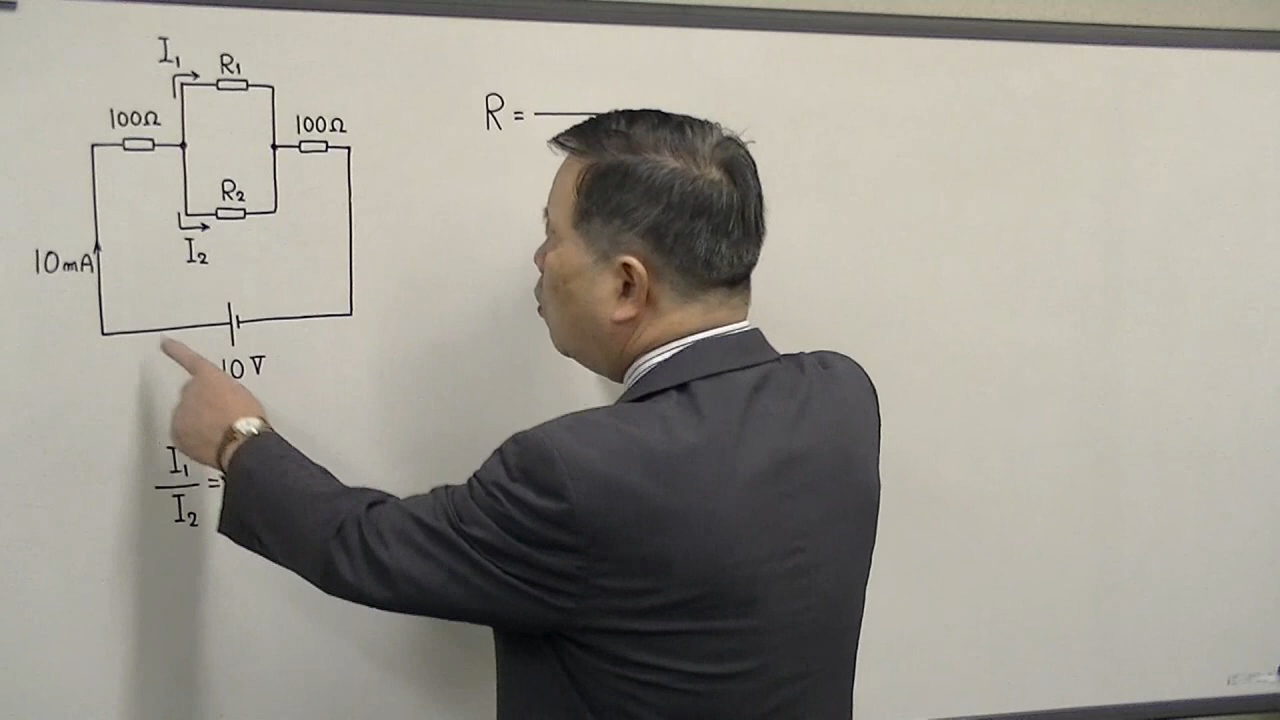 I₁
R₁
100Ω
100Ω
R₂
I₂
10mA
10V
I₁
I₂ =
R =